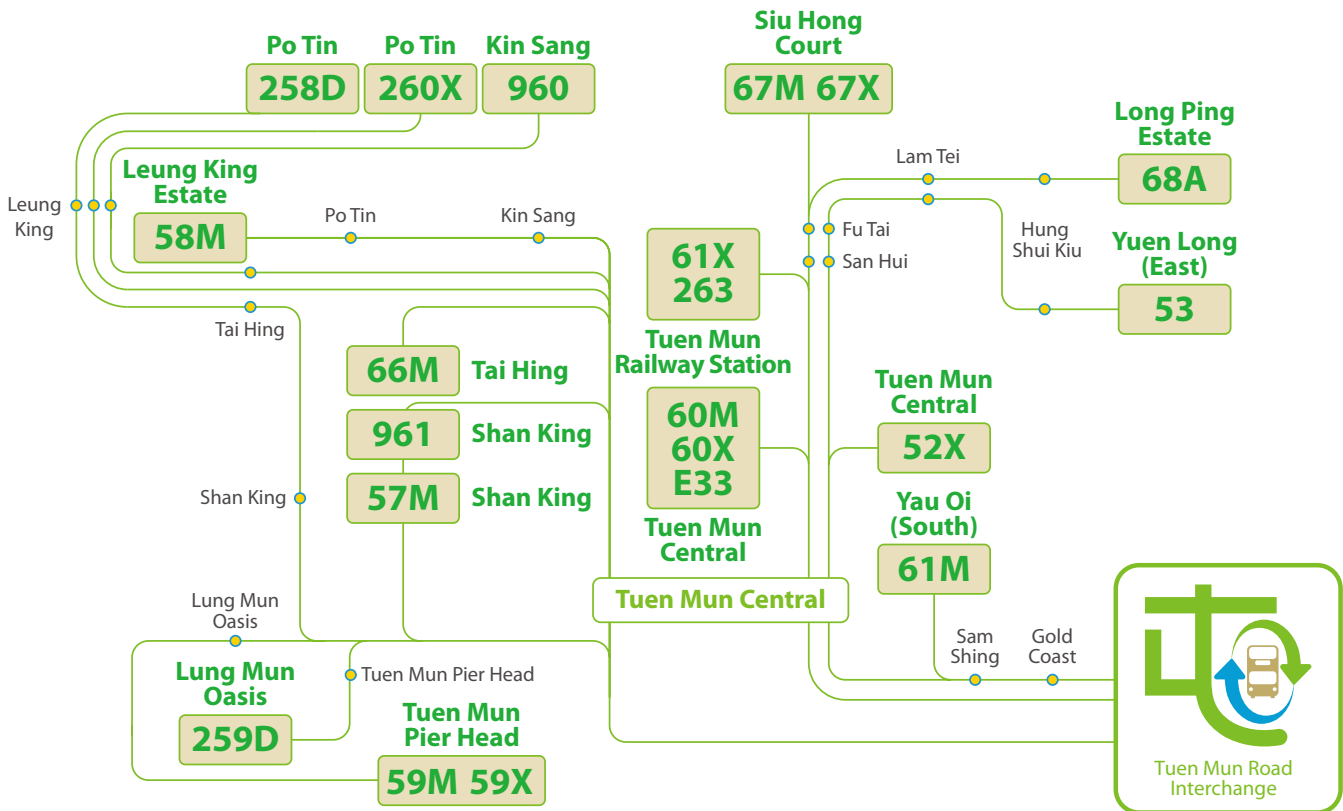 Po Tin
258D
Po Tin
260X
Kin Sang
960
Siu Hong
Court
67M 67X
Long Ping
Estate
68A
Lam Tei
Leung King
Estate
58M
Leung
King
Po Tin
Kin Sang
61X
263
Tuen Mun
Railway Station
Fu Tai
San Hui
Hung
Shui Kiu
Yuen Long
(East)
53
Tai Hing
66M
Tai Hing
961
Shan King
57M
Shan King
Shan King
60M
60X
E33
Tuen Mun
Central
Tuen Mun
Central
52X
Yau Oi
(South)
61M
Tuen Mun Central
Lung Mun
Oasis
Sam
Shing
Gold
Coast
Tuen Mun Pier Head
Lung Mun
Oasis
259D
Tuen Mun
Pier Head
59M 59X
屯
Tuen Mun Road
Interchange